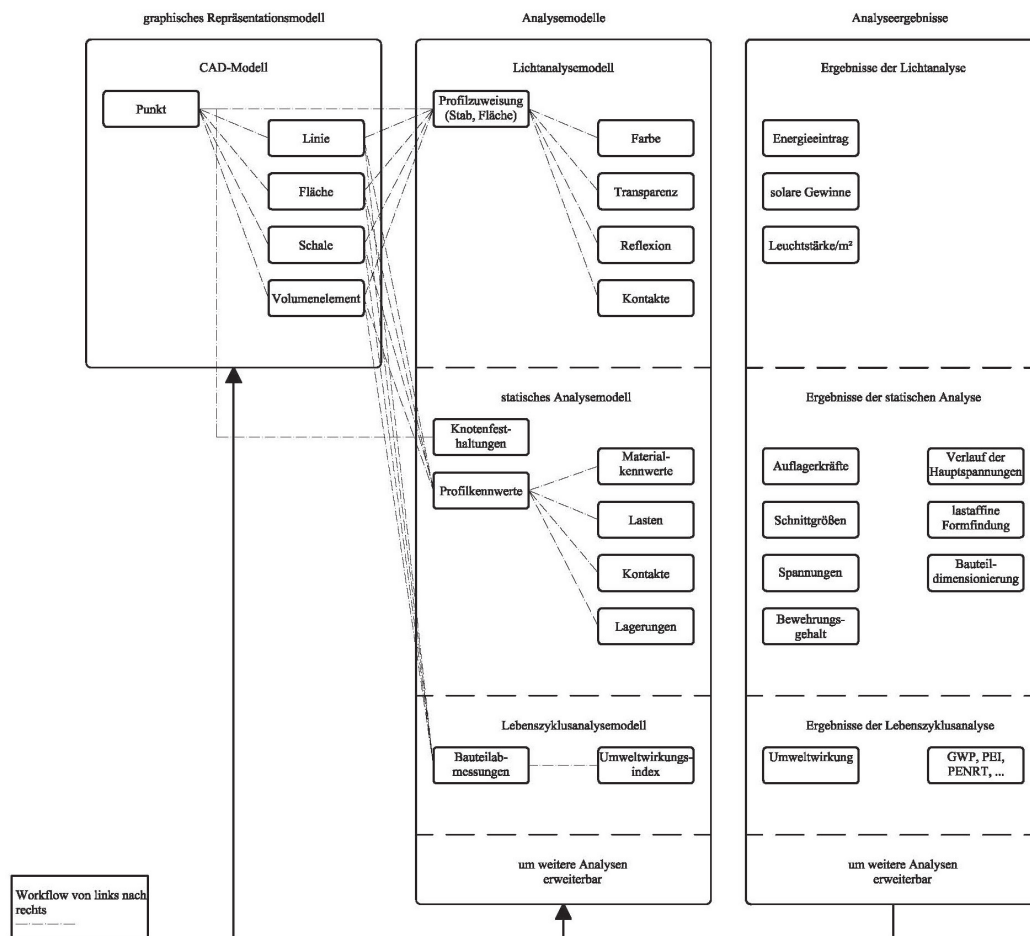 graphisches Repräsentationsmodell
CAD-Modell
Punkt
Linie
Fläche
Schale
Volumenelement
Analysemodelle
Lichtanalysemodell
Profilzuweisung
(Stab, Fläche)
Farbe
Transparenz
Reflexion
Kontakte
statisches Analysemodell
Knotenfest-
haltungen
Profilkennwerte
Material-
kennwerte
Lasten
Kontakte
Lagerungen
Lebenszyklusanalysemodell
Bauteilab-
messungen
Umweltwirkungs-
index
um weitere Analysen
erweiterbar
Analyseergebnisse
Ergebnisse der Lichtanalyse
Energieeintrag
solare Gewinne
Leuchtstärke/m²
Ergebnisse der statischen Analyse
Auflagerkräfte
Schnittgrößen
Spannungen
Bewehrungs-
gehalt
Verlauf der
Hauptspannungen
lastaffine
Formfindung
Bauteil-
dimensionierung
Ergebnisse der Lebenszyklusanalyse
Umweltwirkung
GWP, PEI,
PENRT, ...
um weitere Analysen
erweiterbar
Workflow von links nach
rechts